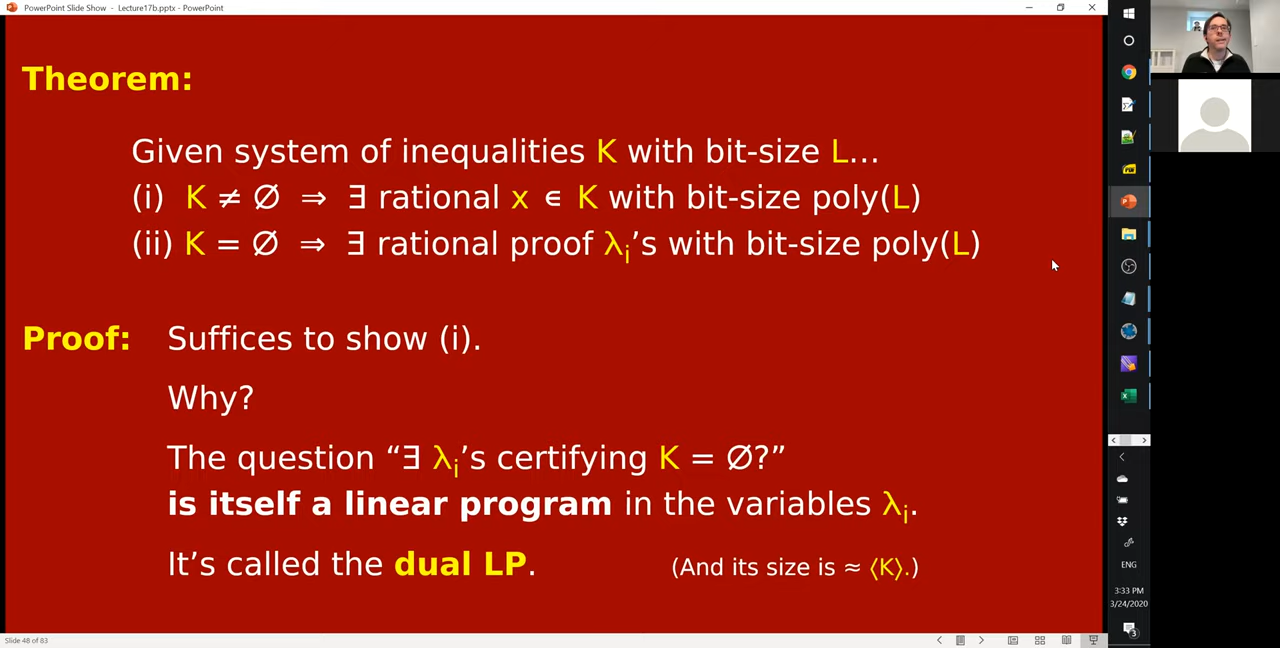 PowerPoint Slide Show - Lecture17b.pptx - PowerPoint
Theorem:
Given system of inequalities K with bit-size L...
(i) K ≠ ∅ ⇒ ∃ rational x ∈ K with bit-size poly(L)
(ii) K = ∅ ⇒ ∃ rational proof λᵢ's with bit-size poly(L)
Proof: Suffices to show (i).
Why?
The question “∃ λᵢ's certifying K = ∅?”
is itself a linear program in the variables λᵢ.
It's called the dual LP. (And its size is ≈ ⟨K⟩.)
ENG
3:33 PM
3/24/2020
3
Slide 48 of 83